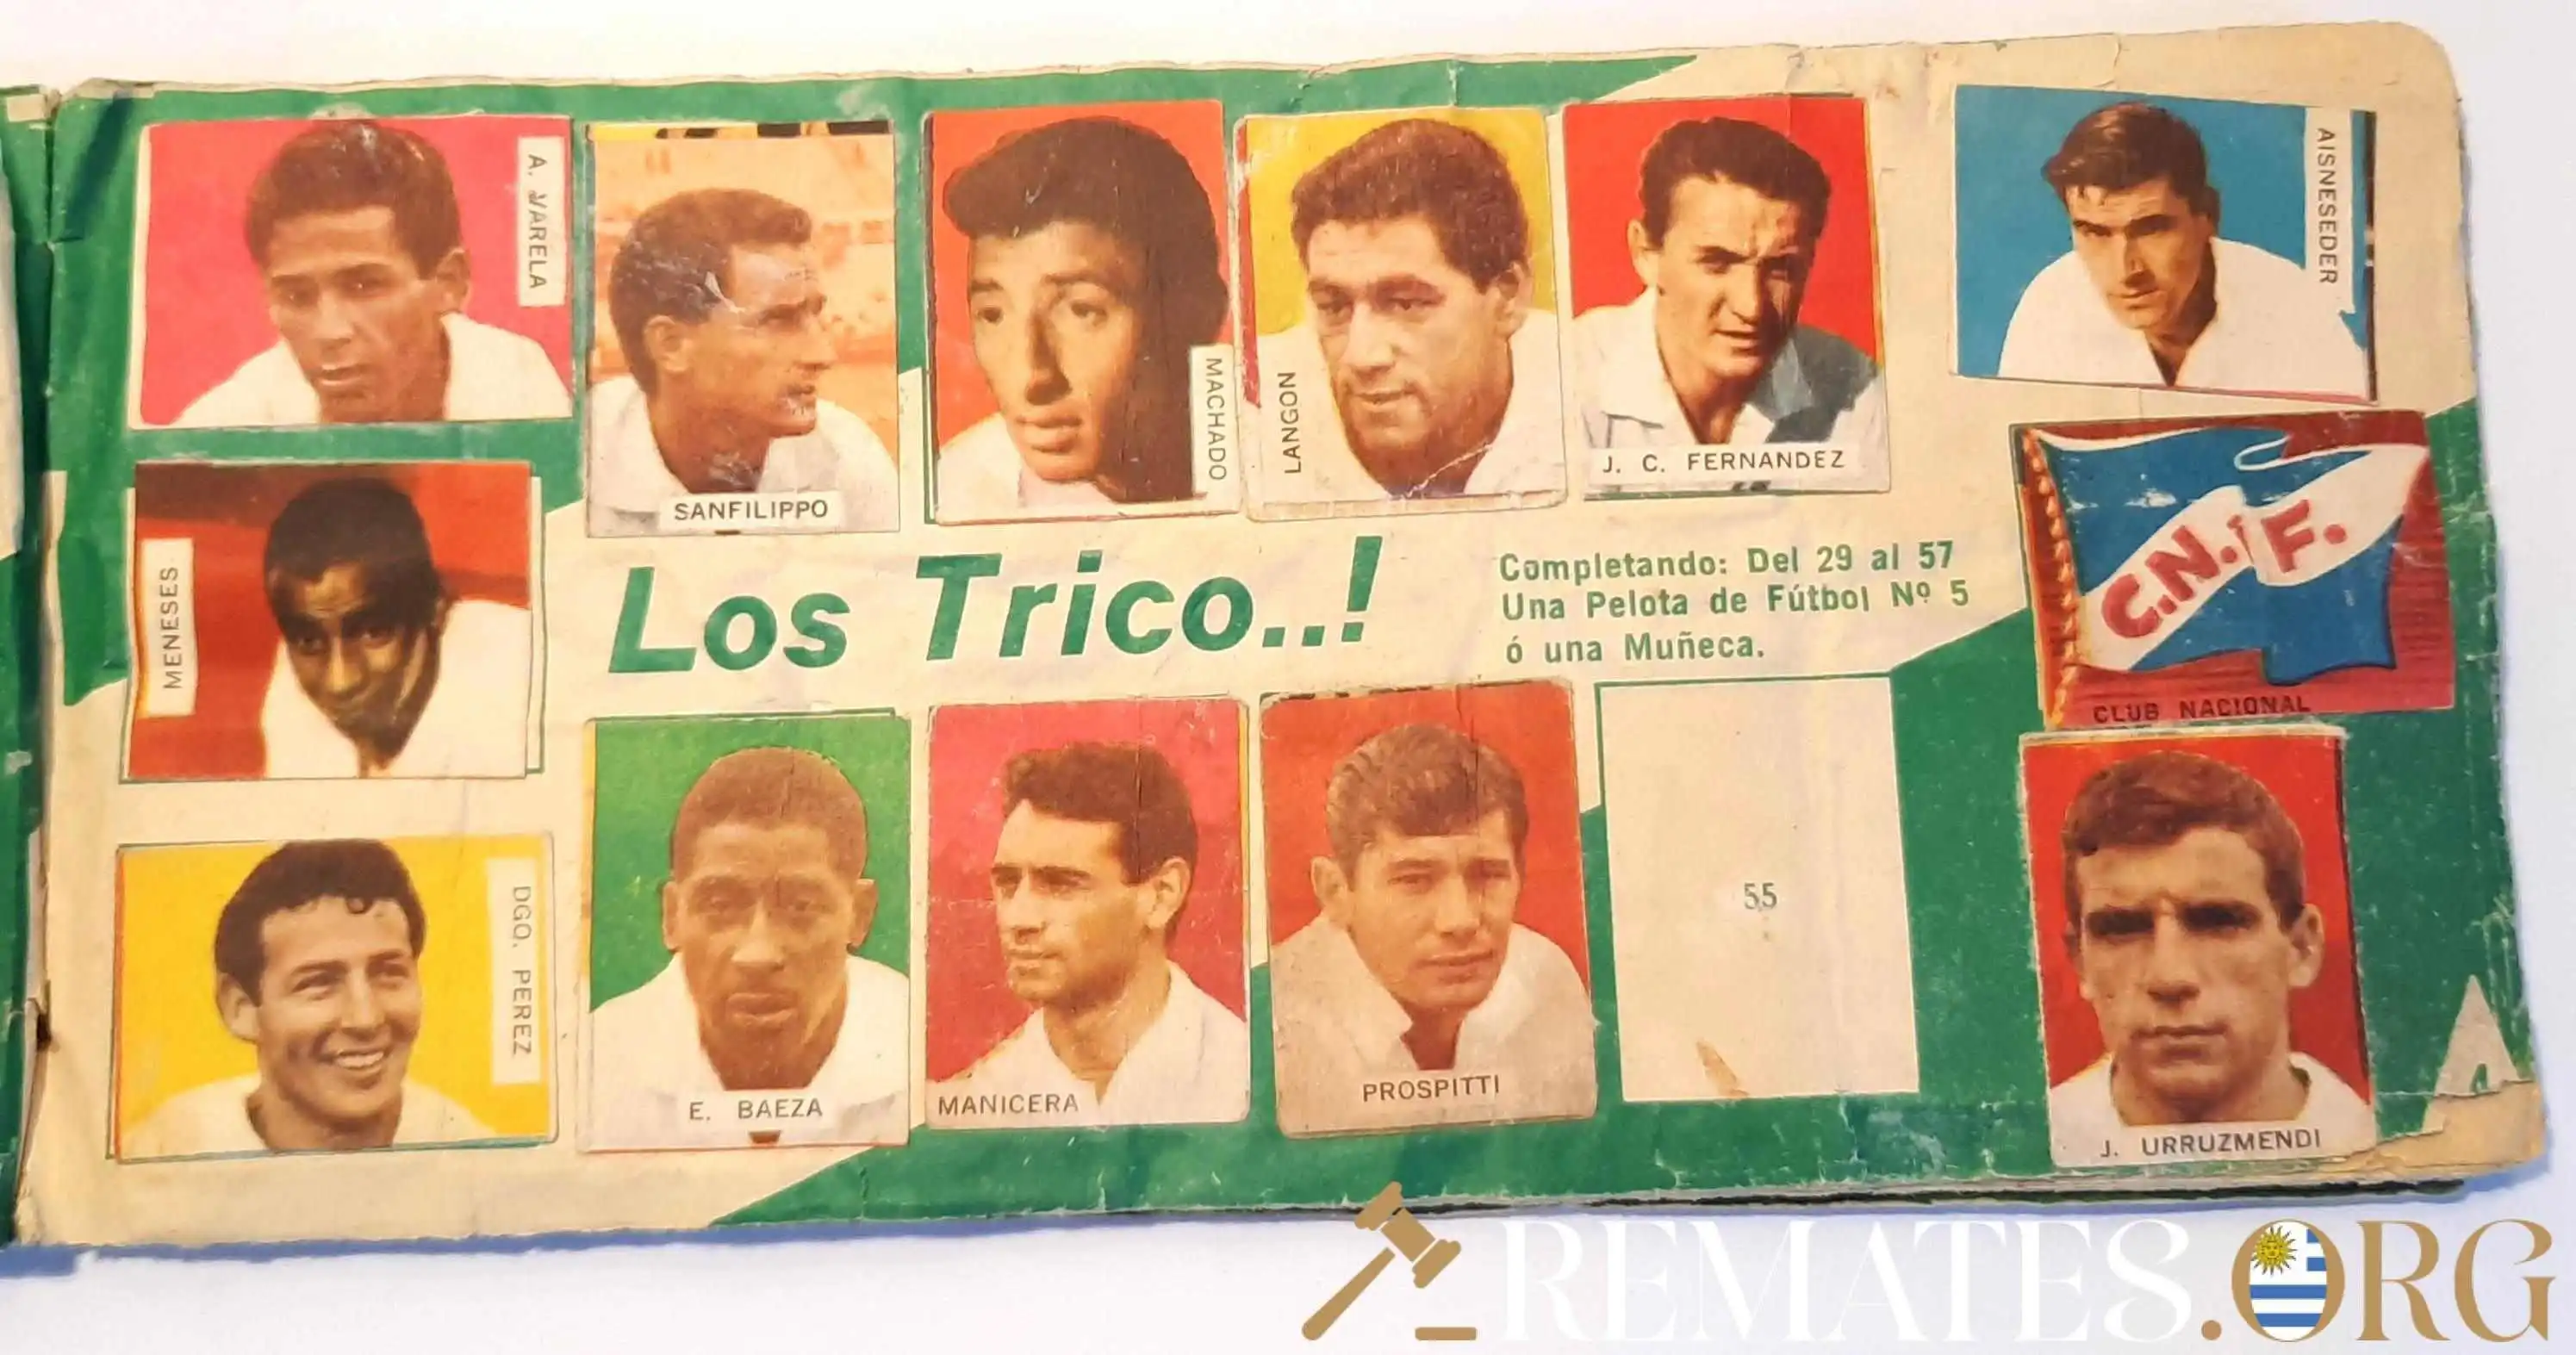 A. VARELA
SANFILIPPO
MACHADO
LANGON
J. C. FERNANDEZ
AISNESEDER
MENESES
Los Trico..!
Completando: Del 29 al 57
Una Pelota de Fútbol Nº 5
ó una Muñeca.
C.N. F.
CLUB NACIONAL
DGO. PEREZ
E. BAEZA
MANICERA
PROSPITTI
55
J. URRUZMENDI
REMATES.ORG